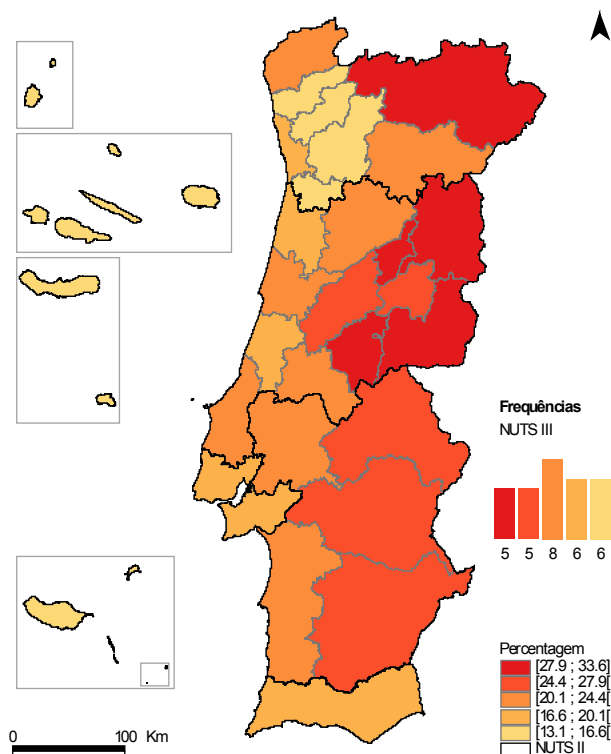 Frequências
NUTS III
5 5 8 6 6
Percentagem
[27.9 ; 33.6]
[24.4 ; 27.9[
[20.1 ; 24.4[
[16.6 ; 20.1[
[13.1 ; 16.6[
NUTS II
0 100 Km